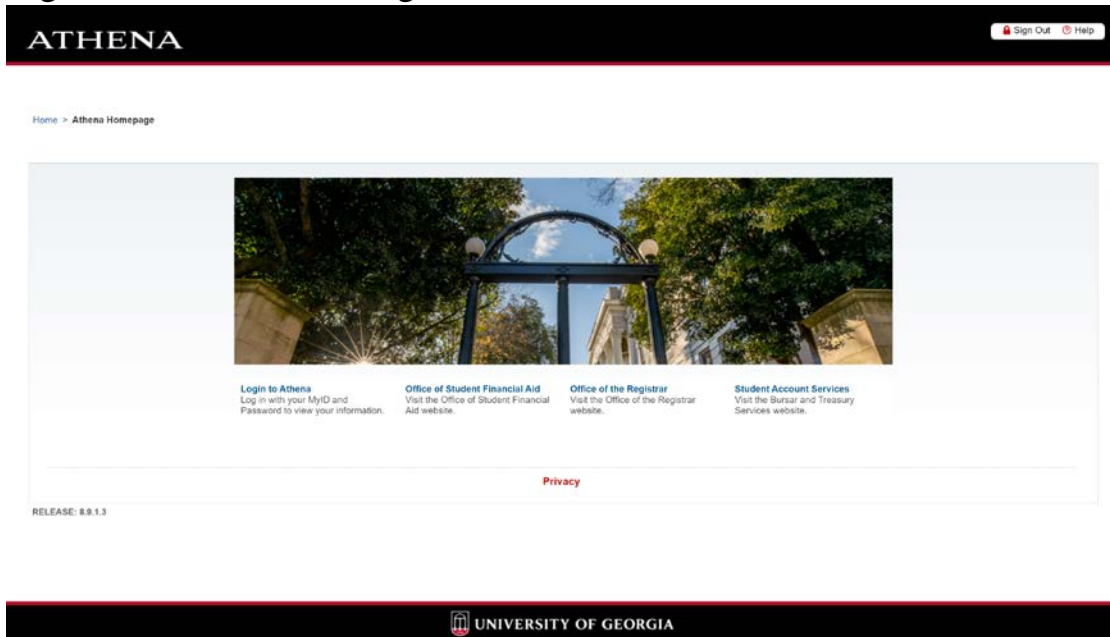 ATHENA
Sign Out
Help
Home > Athena Homepage
Login to Athena
Log in with your MyID and
Password to view your information.
Office of Student Financial Aid
Visit the Office of Student Financial
Aid website.
Office of the Registrar
Visit the Office of the Registrar
website.
Student Account Services
Visit the Bursar and Treasury
Services website.
Privacy
RELEASE: 8.9.1.3
UNIVERSITY OF GEORGIA